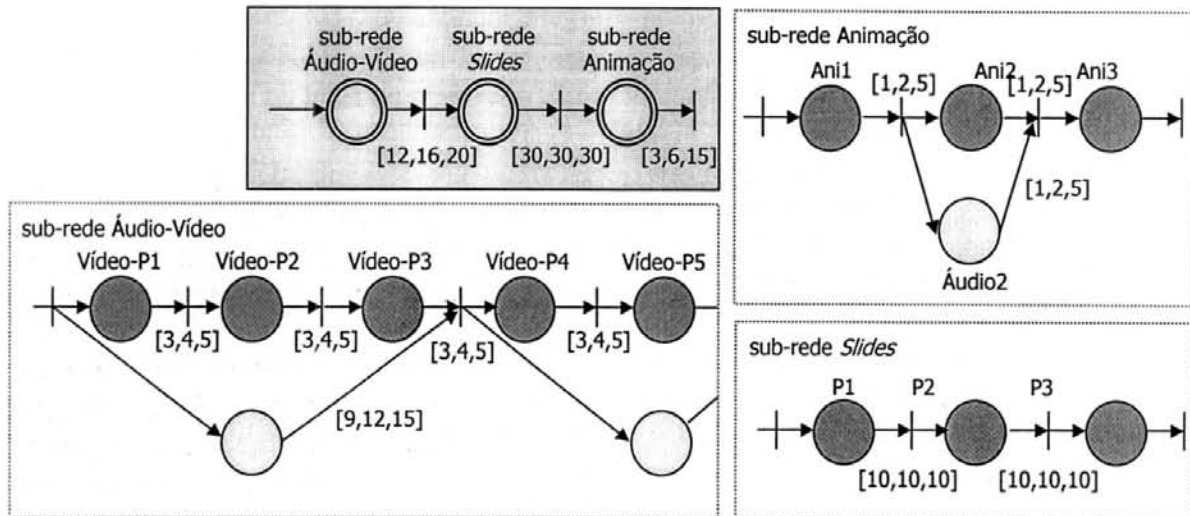 sub-rede
Áudio-Vídeo
sub-rede
Slides
sub-rede
Animação
[12,16,20]
[30,30,30]
[3,6,15]
sub-rede Animação
Ani1
[1,2,5]
Ani2
[1,2,5]
Ani3
[1,2,5]
Áudio2
sub-rede Áudio-Vídeo
Vídeo-P1
Vídeo-P2
Vídeo-P3
Vídeo-P4
Vídeo-P5
[3,4,5]
[3,4,5]
[3,4,5]
[3,4,5]
[9,12,15]
sub-rede Slides
P1
P2
P3
[10,10,10]
[10,10,10]